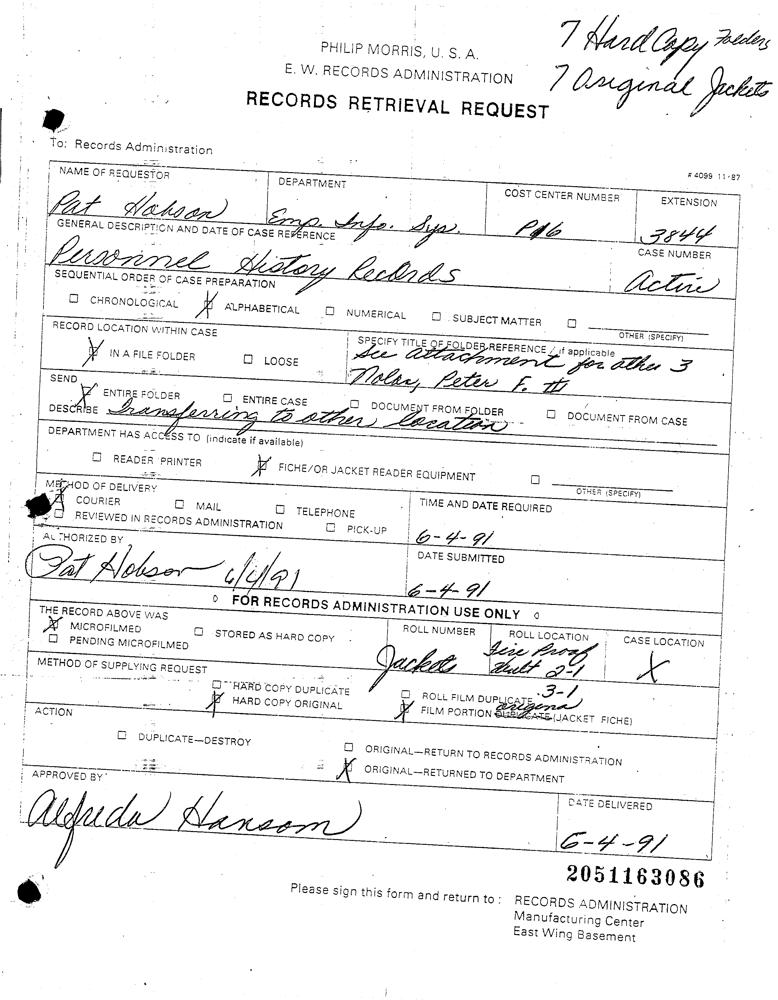 7 Hard Copy Folders
PHILIP MORRIS, U. S. A.
7 Original Jackets
E. W. RECORDS ADMINISTRATION
RECORDS RETRIEVAL REQUEST
To: Records Administration
# 4099 11-87
NAME OF REQUESTOR DEPARTMENT COST CENTER NUMBER EXTENSION
Pat Hobson Emp. Info. Sys. P16 3844
GENERAL DESCRIPTION AND DATE OF CASE REFERENCE CASE NUMBER
Personnel History Records Active
SEQUENTIAL ORDER OF CASE PREPARATION
☐ CHRONOLOGICAL ☒ ALPHABETICAL ☐ NUMERICAL ☐ SUBJECT MATTER ☐
OTHER (SPECIFY)
RECORD LOCATION WITHIN CASE SPECIFY TITLE OF FOLDER REFERENCE / if applicable
☒ IN A FILE FOLDER ☐ LOOSE See attachment for other 3
Nolan, Peter F. II
SEND
☒ ENTIRE FOLDER ☐ ENTIRE CASE ☐ DOCUMENT FROM FOLDER ☐ DOCUMENT FROM CASE
DESCRIBE Transferring to other location
DEPARTMENT HAS ACCESS TO (indicate if available)
☐ READER PRINTER ☒ FICHE/OR JACKET READER EQUIPMENT ☐
OTHER (SPECIFY)
METHOD OF DELIVERY TIME AND DATE REQUIRED
☒ COURIER ☐ MAIL ☐ TELEPHONE
☐ REVIEWED IN RECORDS ADMINISTRATION ☐ PICK-UP 6-4-91
AUTHORIZED BY DATE SUBMITTED
Pat Hobson 6/4/91 6-4-91
FOR RECORDS ADMINISTRATION USE ONLY
THE RECORD ABOVE WAS ROLL NUMBER ROLL LOCATION CASE LOCATION
☒ MICROFILMED ☐ STORED AS HARD COPY Jackets Fire Proof X
☐ PENDING MICROFILMED 2-1
METHOD OF SUPPLYING REQUEST
☐ HARD COPY DUPLICATE ☐ ROLL FILM DUPLICATE 3-1
☒ HARD COPY ORIGINAL ☒ FILM PORTION DUPLICATE (JACKET FICHE)
ACTION
☐ DUPLICATE—DESTROY ☐ ORIGINAL—RETURN TO RECORDS ADMINISTRATION
☒ ORIGINAL—RETURNED TO DEPARTMENT
APPROVED BY DATE DELIVERED
Alfreda Hansom 6-4-91
2051163086
Please sign this form and return to : RECORDS ADMINISTRATION
Manufacturing Center
East Wing Basement